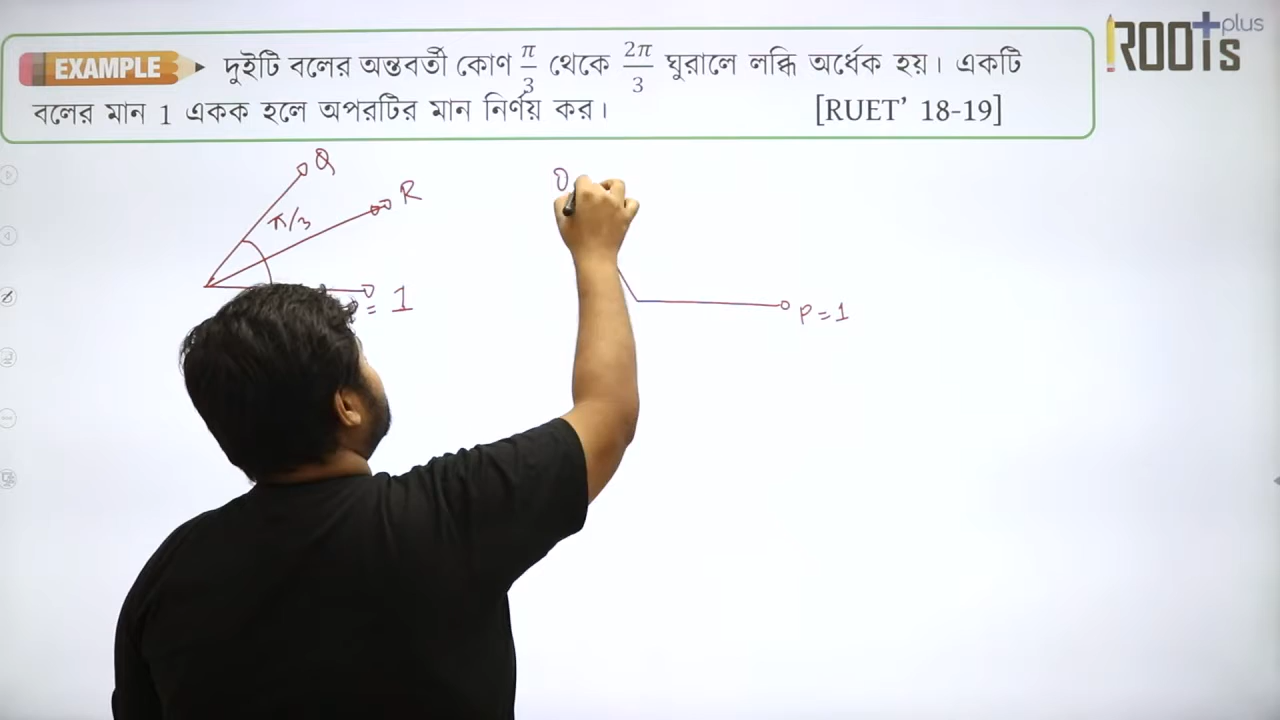 ROOTs plus
EXAMPLE দুইটি বলের অন্তবর্তী কোণ π/3 থেকে 2π/3 ঘুরালে লব্ধি অর্ধেক হয়। একটি
বলের মান 1 একক হলে অপরটির মান নির্ণয় কর। [RUET' 18-19]
Q
R
π/3
P = 1
P = 1